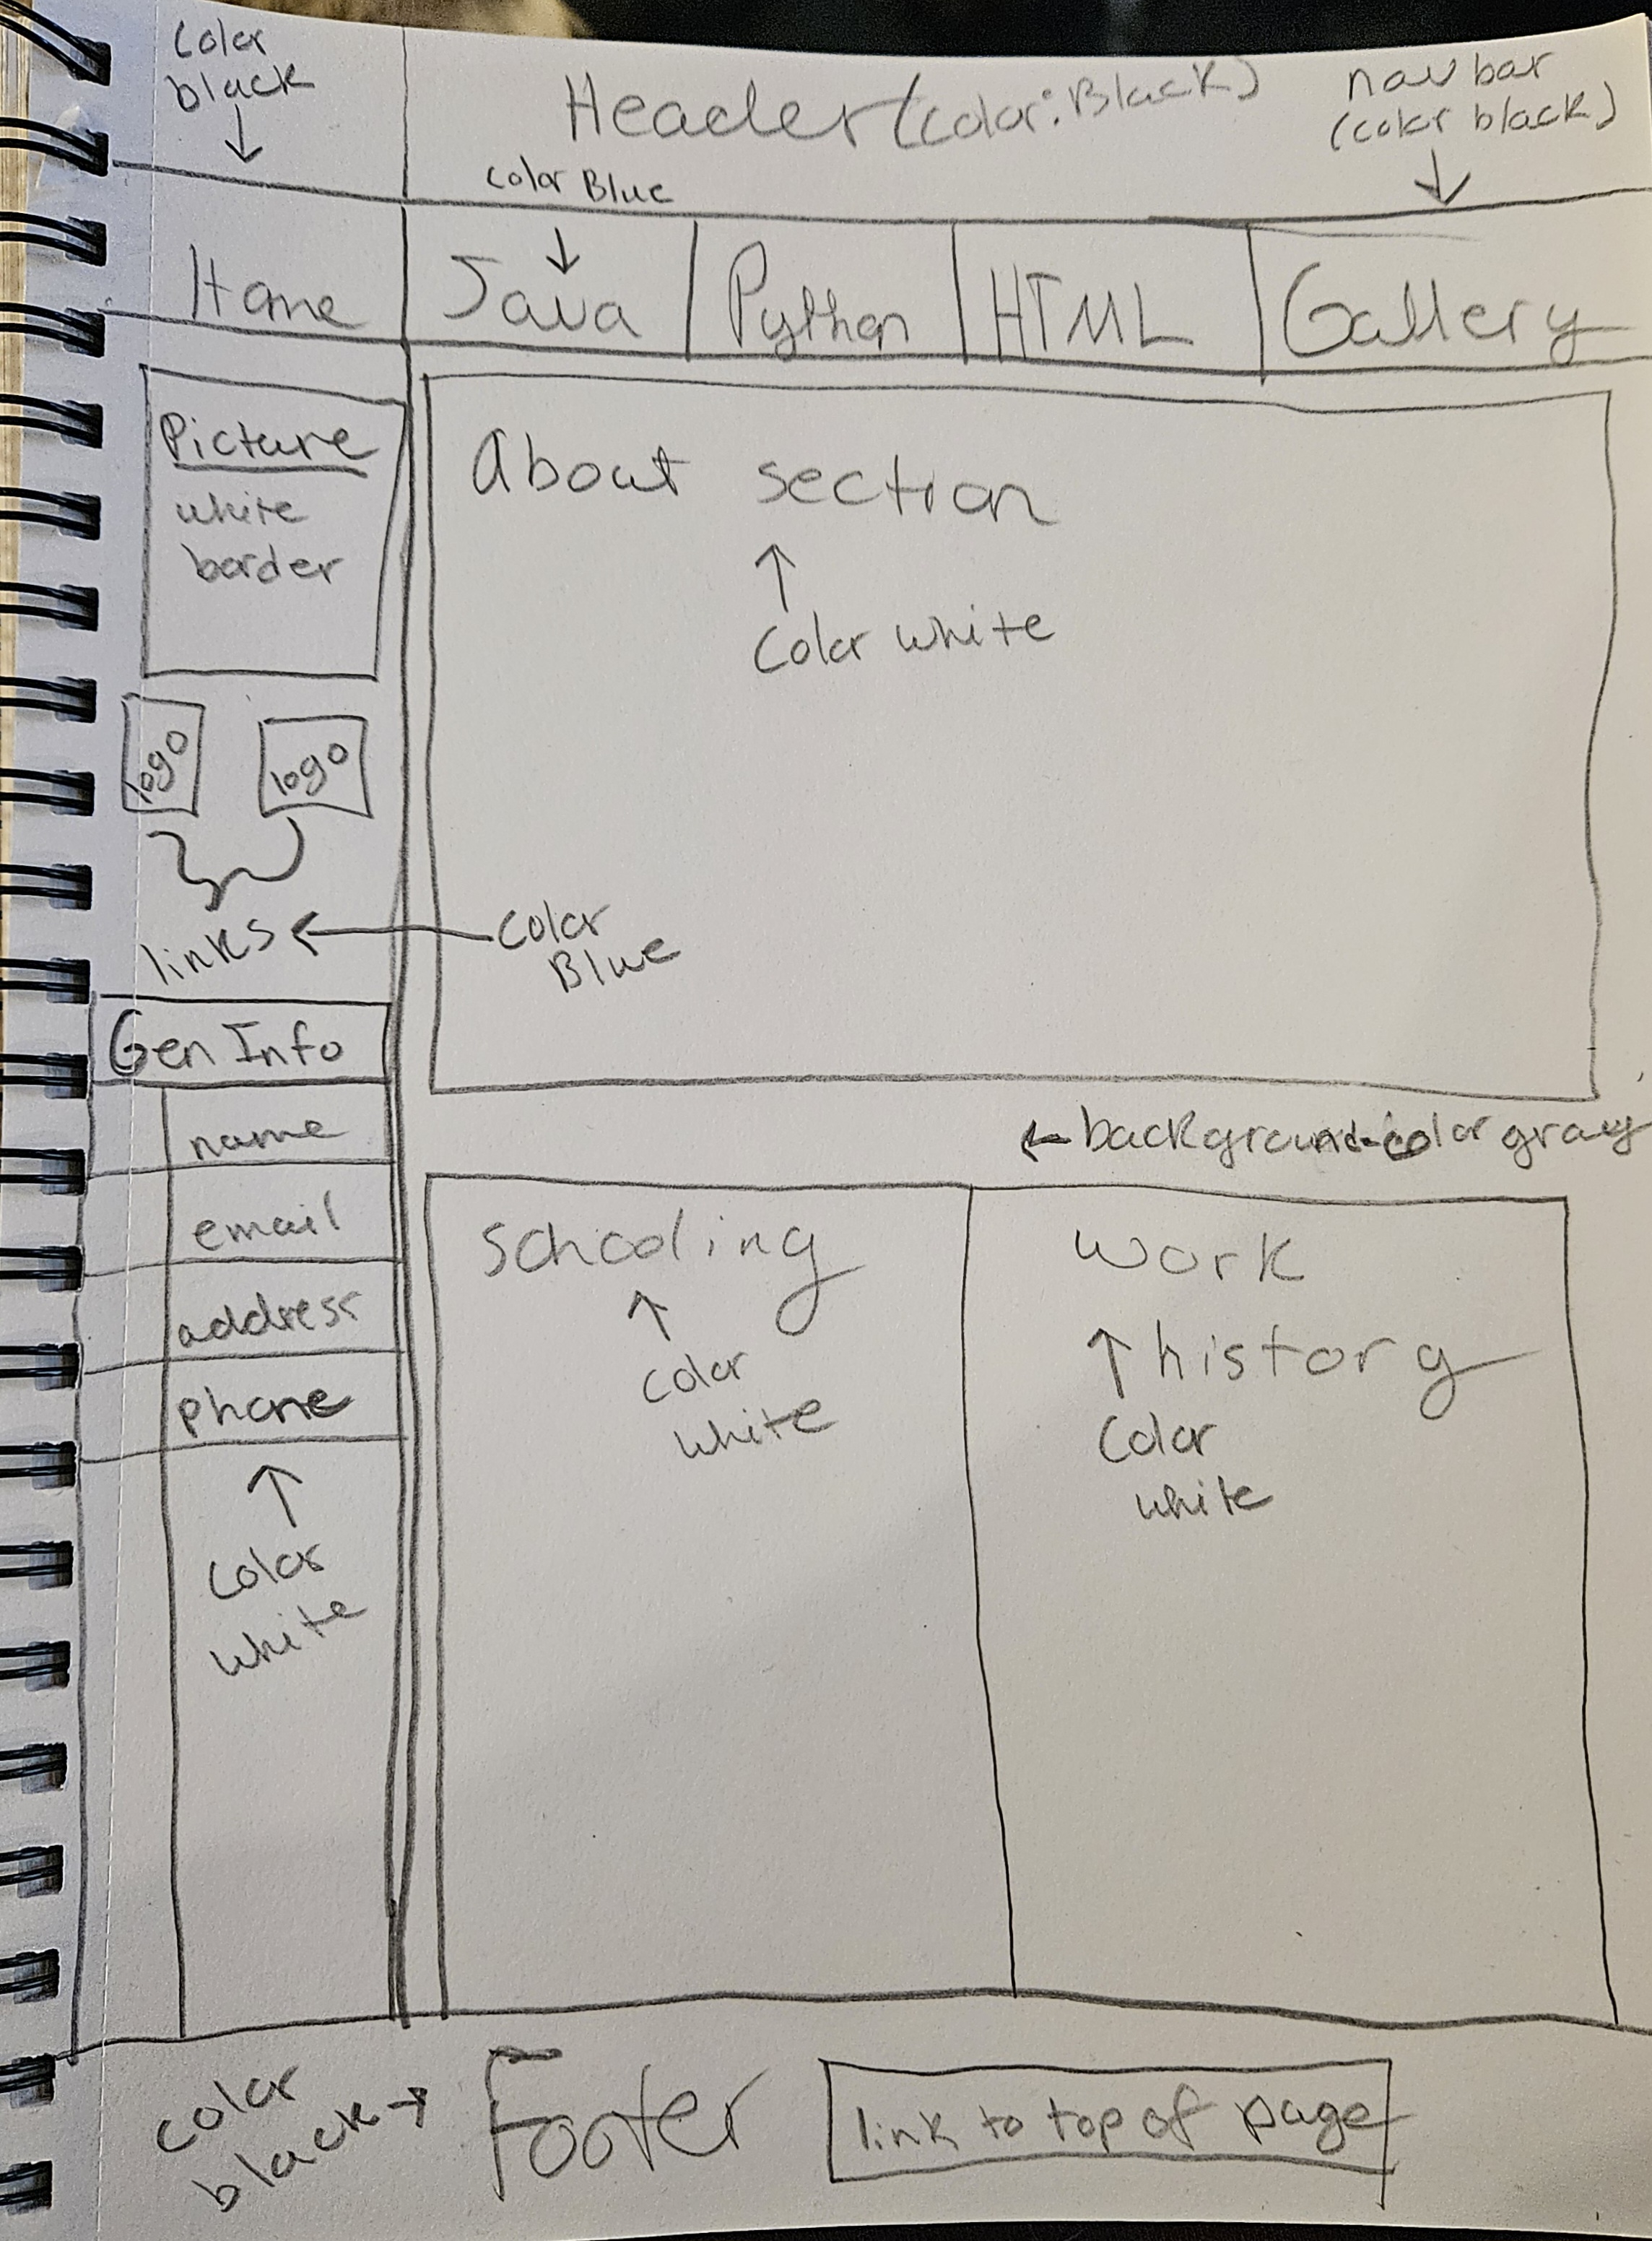 Color
black
Header (color: Black)
nav bar
(color black)
color Blue
Home
Java
Python
HTML
Gallery
Picture
white
border
About section
Color white
logo
logo
links
color
Blue
Gen Info
name
email
address
phone
Color
white
background-color gray
Schooling
color
white
work
history
Color
white
color
black
Footer
link to top of page